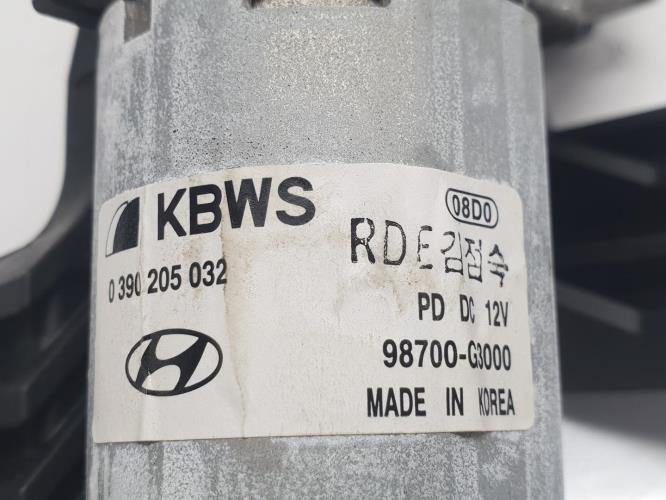 KBWS
08D0
RDE김점숙
0 390 205 032
PD DC 12V
98700-G3000
MADE IN KOREA